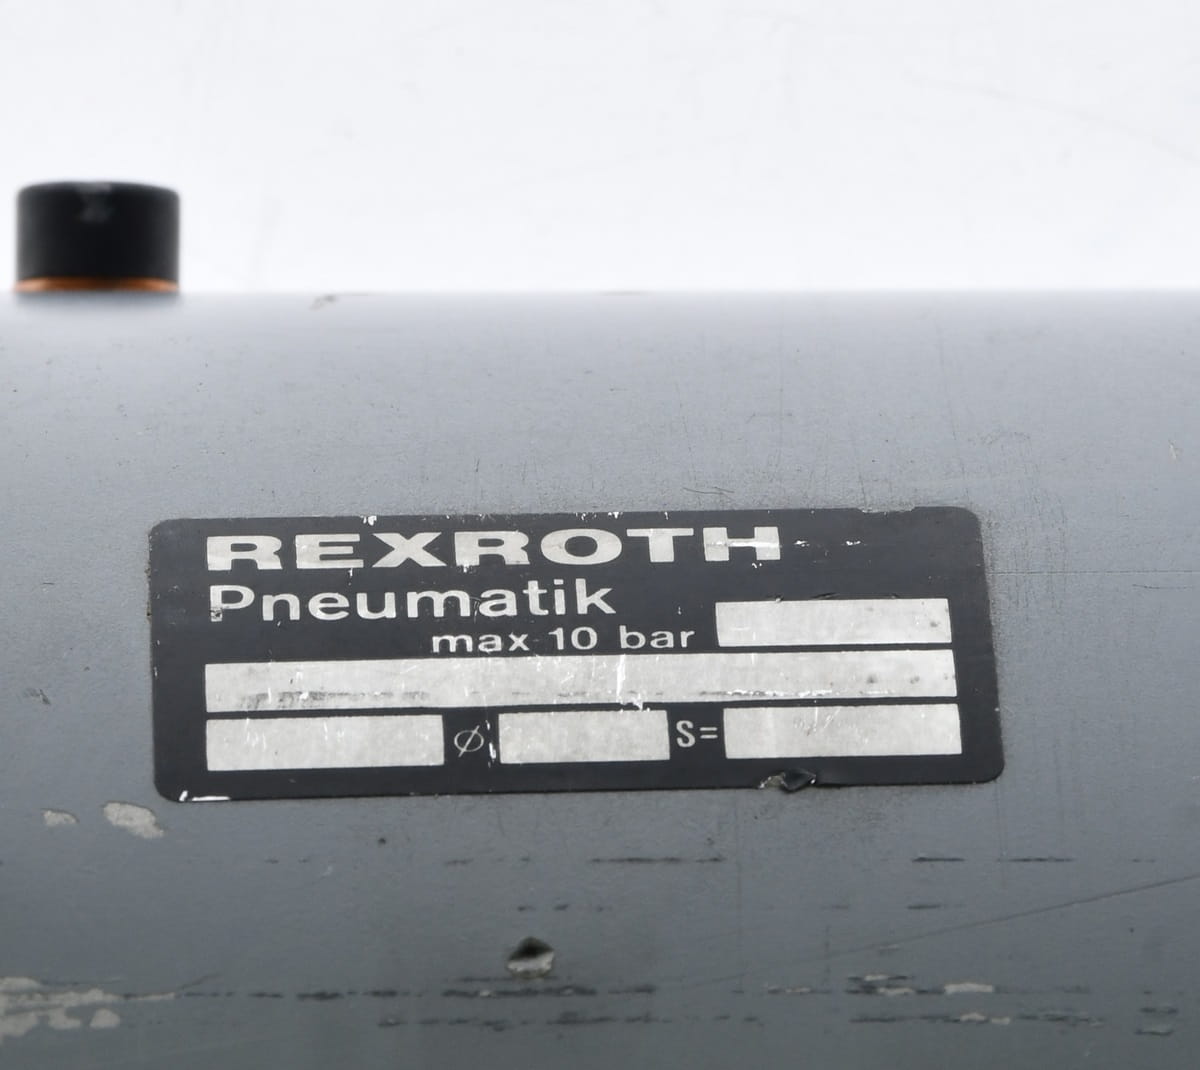 REXROTH
Pneumatik
max 10 bar
Ø S=